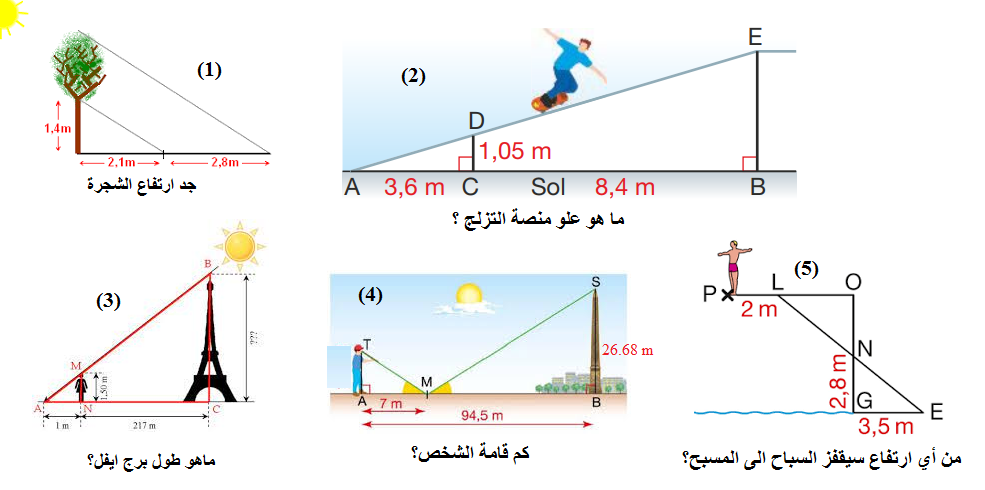 (1)
1,4m
2,1m
2,8m
جد ارتفاع الشجرة
(2)
E
D
1,05 m
A 3,6 m C Sol 8,4 m B
ما هو علو منصة التزلج ؟
(3)
B
M
1,50 m
???
A N C
1 m 217 m
ماهو طول برج ايفل؟
(4)
S
T
26.68 m
M
A B
7 m
94,5 m
كم قامة الشخص؟
(5)
P L O
2 m
N
2,8 m
G E
3,5 m
من أي ارتفاع سيقفز السباح الى المسبح؟